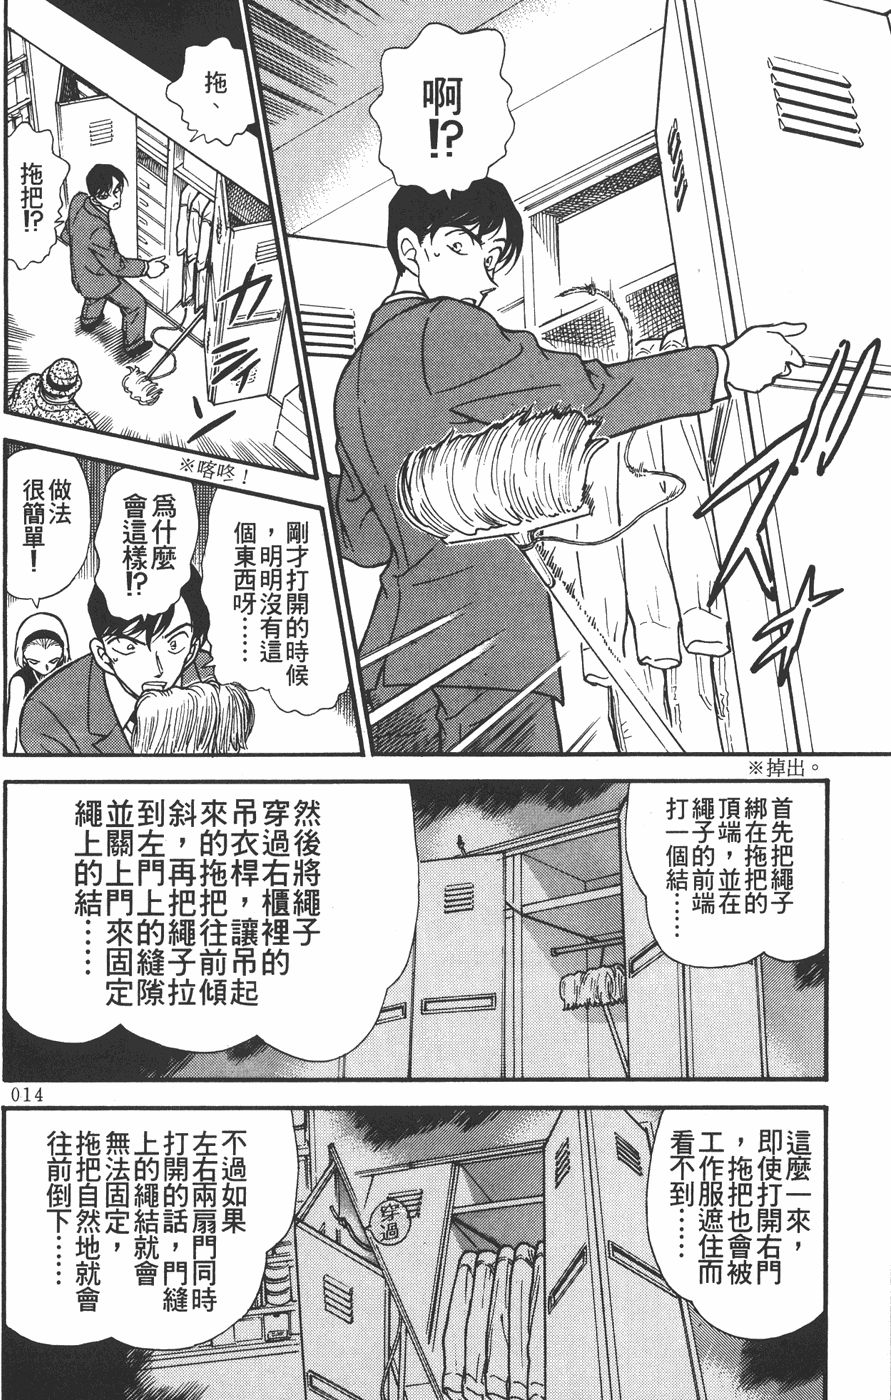 啊
!?
※掉出。
拖、
拖把!?
※喀咚！
剛才打開的時候
，明明沒有這
個東西呀……
爲什麼
會這樣!?
做法
很簡單！
首先把繩子
綁在拖把的
頂端，並在
繩子的前端
打一個結……
然後將繩子
穿過右櫃裡的
吊衣桿，讓吊起
來的拖把往前傾
斜，再把繩子拉
到左門上的縫隙
並關上門來固定
繩上的結……
這麼一來，
即使打開右門
，拖把也會被
工作服遮住而
看不到……
穿過
不過如果
左右兩扇門同時
打開的話，門縫
上的繩結就會
無法固定，
拖把自然地就會
往前倒下……
014